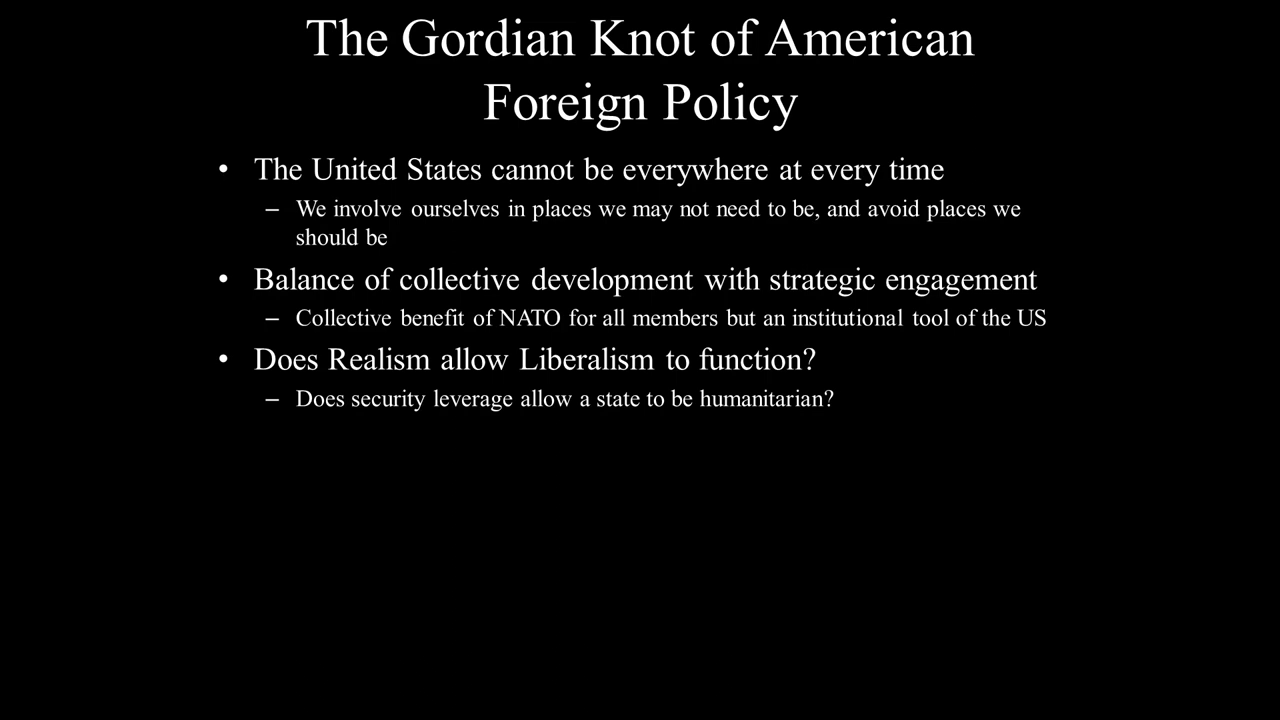 The Gordian Knot of American
Foreign Policy
• The United States cannot be everywhere at every time
– We involve ourselves in places we may not need to be, and avoid places we
should be
• Balance of collective development with strategic engagement
– Collective benefit of NATO for all members but an institutional tool of the US
• Does Realism allow Liberalism to function?
– Does security leverage allow a state to be humanitarian?